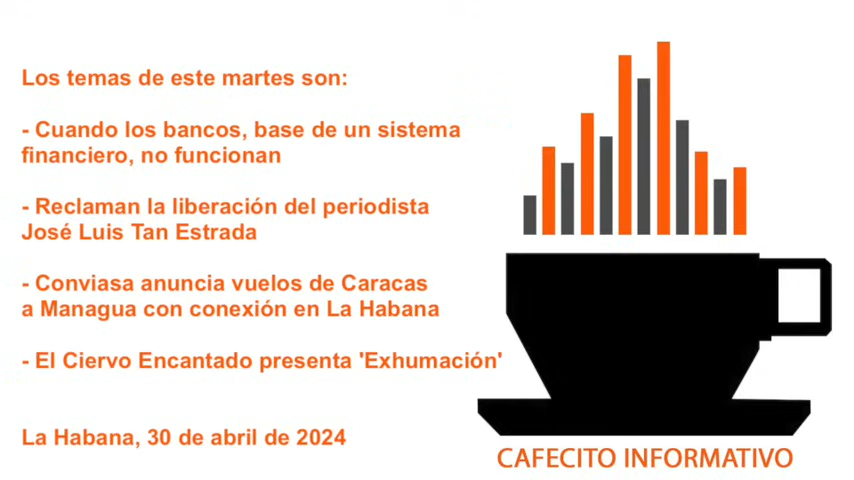 Los temas de este martes son:
- Cuando los bancos, base de un sistema
financiero, no funcionan
- Reclaman la liberación del periodista
José Luis Tan Estrada
- Conviasa anuncia vuelos de Caracas
a Managua con conexión en La Habana
- El Ciervo Encantado presenta 'Exhumación'
La Habana, 30 de abril de 2024
CAFECITO INFORMATIVO